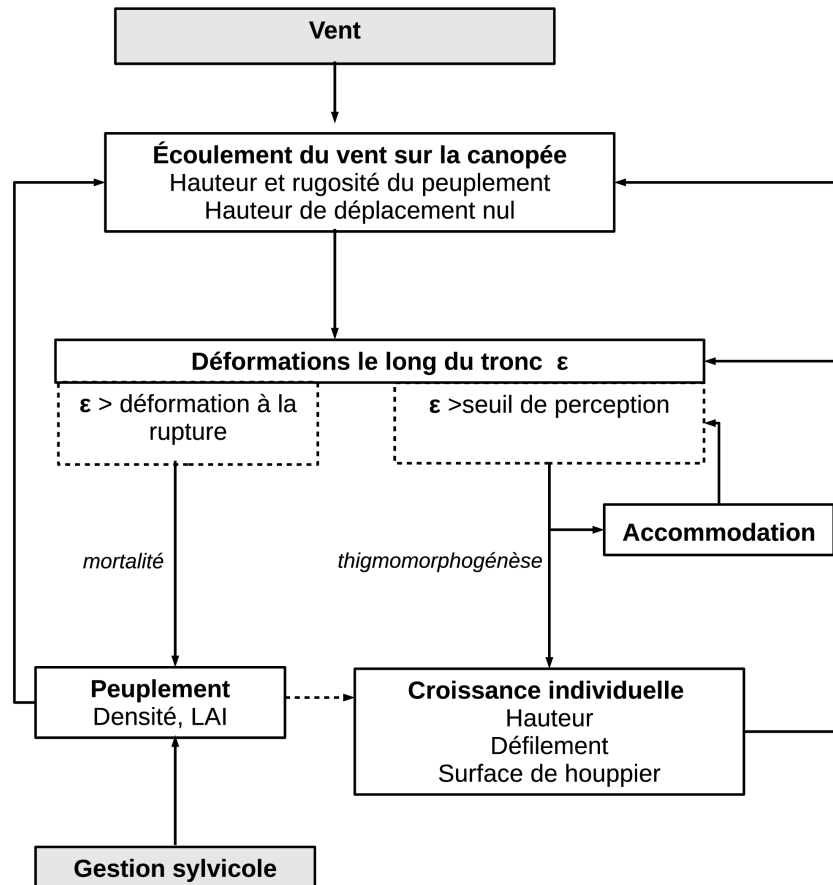 Vent
Écoulement du vent sur la canopée
Hauteur et rugosité du peuplement
Hauteur de déplacement nul
Déformations le long du tronc ε
ε > déformation à la
rupture
ε >seuil de perception
Accommodation
mortalité
thigmomorphogénèse
Peuplement
Densité, LAI
Croissance individuelle
Hauteur
Défilement
Surface de houppier
Gestion sylvicole